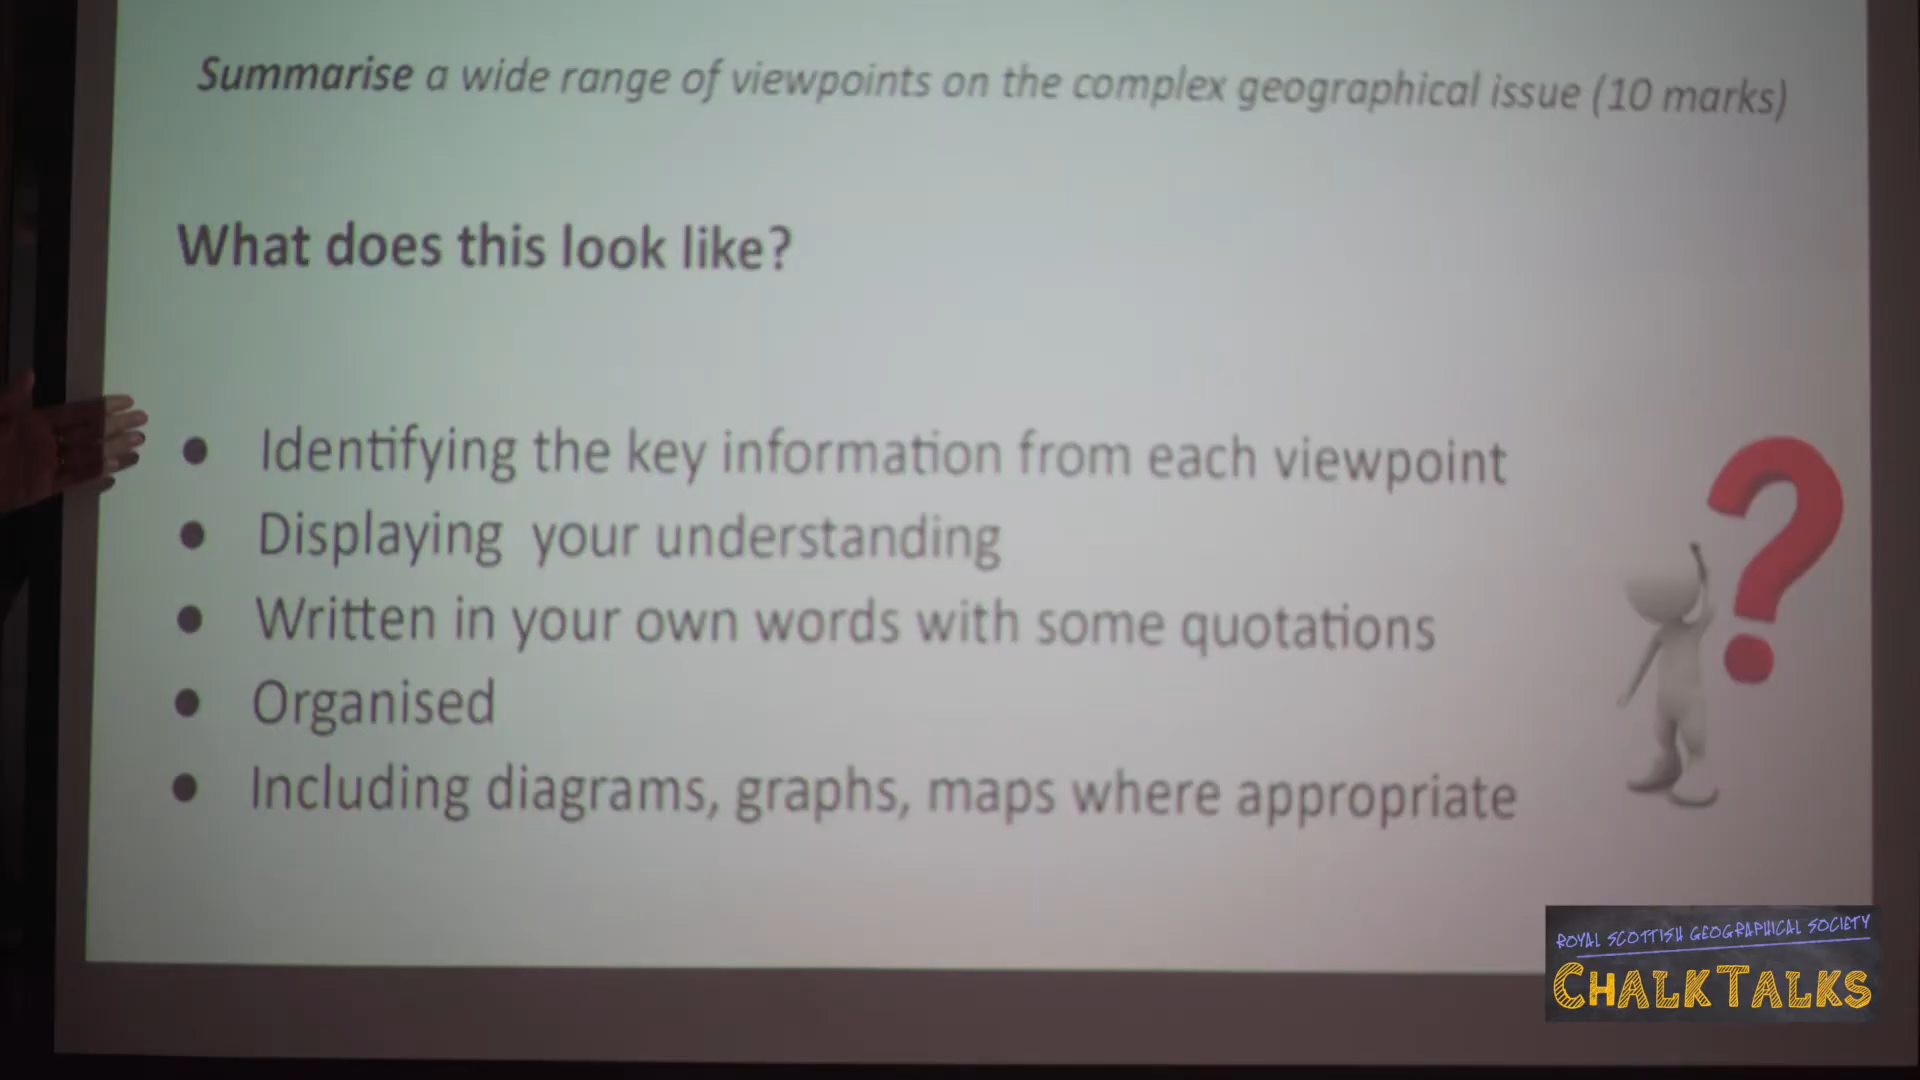 Summarise a wide range of viewpoints on the complex geographical issue (10 marks)
What does this look like?
● Identifying the key information from each viewpoint
● Displaying your understanding
● Written in your own words with some quotations
● Organised
● Including diagrams, graphs, maps where appropriate
?
ROYAL SCOTTISH GEOGRAPHICAL SOCIETY
CHALKTALKS